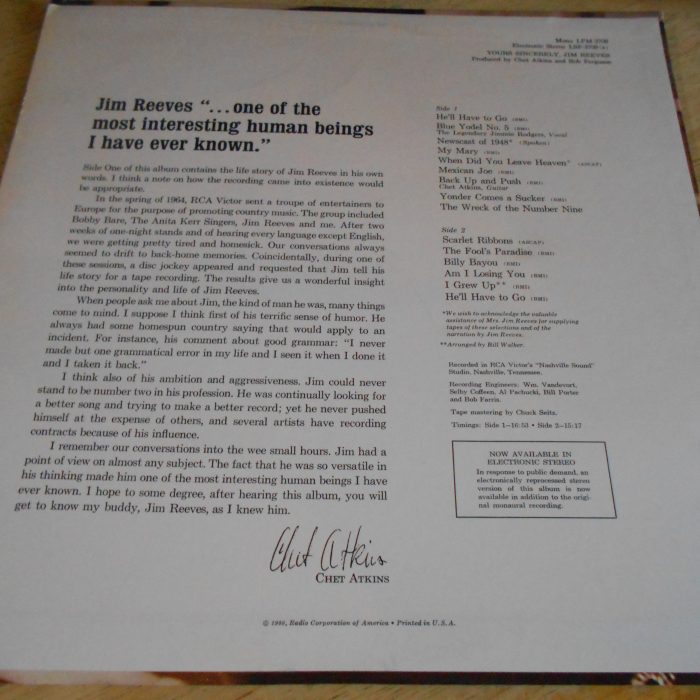 Mono LPM-3709
Electronic Stereo LSP-3709(e)
YOURS SINCERELY, JIM REEVES
Produced by Chet Atkins and Bob Ferguson
Jim Reeves “...one of the
most interesting human beings
I have ever known.”
Side One of this album contains the life story of Jim Reeves in his own
words. I think a note on how the recording came into existence would
be appropriate.
In the spring of 1964, RCA Victor sent a troupe of entertainers to
Europe for the purpose of promoting country music. The group included
Bobby Bare, The Anita Kerr Singers, Jim Reeves and me. After two
weeks of one-night stands and of hearing every language except English,
we were getting pretty tired and homesick. Our conversations always
seemed to drift to back-home memories. Coincidentally, during one of
these sessions, a disc jockey appeared and requested that Jim tell his
life story for a tape recording. The results give us a wonderful insight
into the personality and life of Jim Reeves.
When people ask me about Jim, the kind of man he was, many things
come to mind. I suppose I think first of his terrific sense of humor. He
always had some homespun country saying that would apply to an
incident. For instance, his comment about good grammar: “I never
made but one grammatical error in my life and I seen it when I done it
and I taken it back.”
I think also of his ambition and aggressiveness. Jim could never
stand to be number two in his profession. He was continually looking for
a better song and trying to make a better record; yet he never pushed
himself at the expense of others, and several artists have recording
contracts because of his influence.
I remember our conversations into the wee small hours. Jim had a
point of view on almost any subject. The fact that he was so versatile in
his thinking made him one of the most interesting human beings I have
ever known. I hope to some degree, after hearing this album, you will
get to know my buddy, Jim Reeves, as I knew him.
Chet Atkins
CHET ATKINS
Side 1
He'll Have to Go (BMI)
Blue Yodel No. 5 (BMI)
The Legendary Jimmie Rodgers, Vocal
Newscast of 1948* (Spoken)
My Mary (BMI)
When Did You Leave Heaven* (ASCAP)
Mexican Joe (BMI)
Back Up and Push (BMI)
Chet Atkins, Guitar
Yonder Comes a Sucker (BMI)
The Wreck of the Number Nine
Side 2
Scarlet Ribbons (ASCAP)
The Fool's Paradise (BMI)
Billy Bayou (BMI)
Am I Losing You (BMI)
I Grew Up** (BMI)
He'll Have to Go (BMI)
*We wish to acknowledge the valuable
assistance of Mrs. Jim Reeves for supplying
tapes of these selections and of the
narration by Jim Reeves.
**Arranged by Bill Walker.
Recorded in RCA Victor's “Nashville Sound”
Studio, Nashville, Tennessee.
Recording Engineers: Wm. Vandevort,
Selby Coffeen, Al Pachucki, Bill Porter
and Bob Farris.
Tape mastering by Chuck Seitz.
Timings: Side 1—16:53 • Side 2—15:17
NOW AVAILABLE IN
ELECTRONIC STEREO
In response to public demand, an
electronically reprocessed stereo
version of this album is now
available in addition to the origi-
nal monaural recording.
© 1966, Radio Corporation of America • Printed in U.S.A.